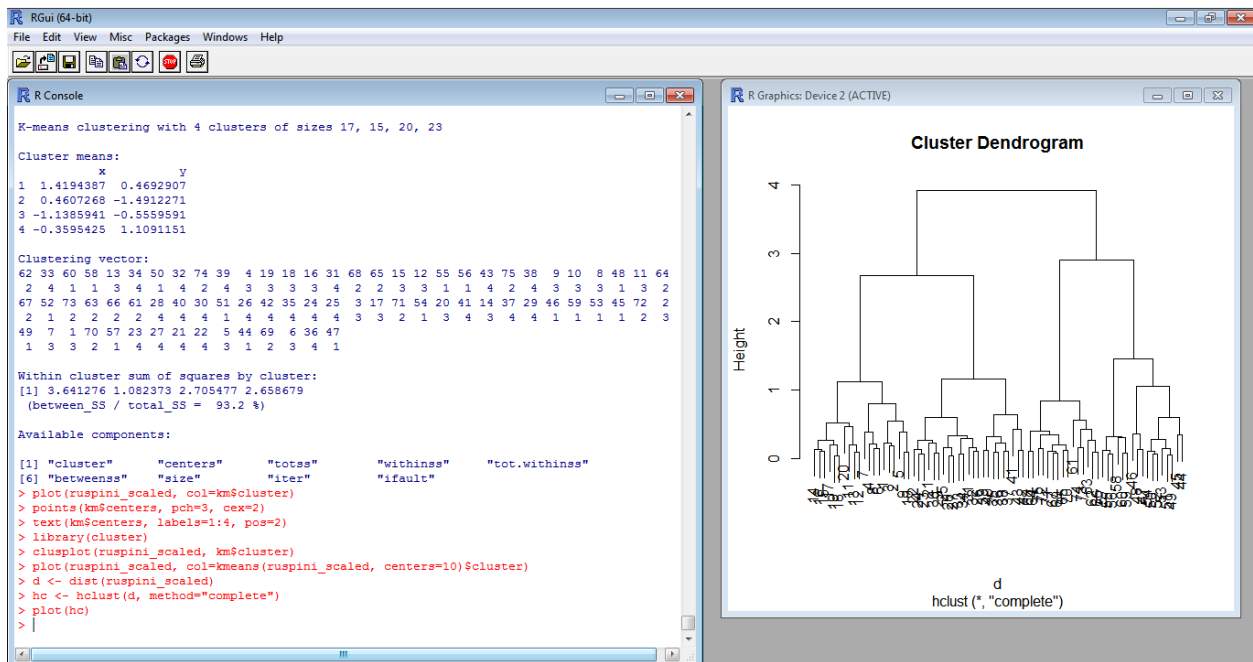 RGui (64-bit)
File Edit View Misc Packages Windows Help
STOP
R Console
K-means clustering with 4 clusters of sizes 17, 15, 20, 23
Cluster means:
x y
1 1.4194387 0.4692907
2 0.4607268 -1.4912271
3 -1.1385941 -0.5559591
4 -0.3595425 1.1091151
Clustering vector:
62 33 60 58 13 34 50 32 74 39 4 19 18 16 31 68 65 15 12 55 56 43 75 38 9 10 8 48 11 64
2 4 1 1 3 4 1 4 2 4 3 3 3 3 4 2 2 3 3 1 1 4 2 4 3 3 3 1 3 2
67 52 73 63 66 61 28 40 30 51 26 42 35 24 25 3 17 71 54 20 41 14 37 29 46 59 53 45 72 2
2 1 2 2 2 2 4 4 4 1 4 4 4 4 4 3 3 2 1 3 4 3 4 4 1 1 1 1 2 3
49 7 1 70 57 23 27 21 22 5 44 69 6 36 47
1 3 3 2 1 4 4 4 4 3 1 2 3 4 1
Within cluster sum of squares by cluster:
[1] 3.641276 1.082373 2.705477 2.658679
(between_SS / total_SS = 93.2 %)
Available components:
[1] "cluster" "centers" "totss" "withinss" "tot.withinss"
[6] "betweenss" "size" "iter" "ifault"
> plot(ruspini_scaled, col=km$cluster)
> points(km$centers, pch=3, cex=2)
> text(km$centers, labels=1:4, pos=2)
> library(cluster)
> clusplot(ruspini_scaled, km$cluster)
> plot(ruspini_scaled, col=kmeans(ruspini_scaled, centers=10)$cluster)
> d <- dist(ruspini_scaled)
> hc <- hclust(d, method="complete")
> plot(hc)
>
R Graphics: Device 2 (ACTIVE)
Cluster Dendrogram
Height
4
3
2
1
0
20
7
5
41
61
d
hclust (*, "complete")